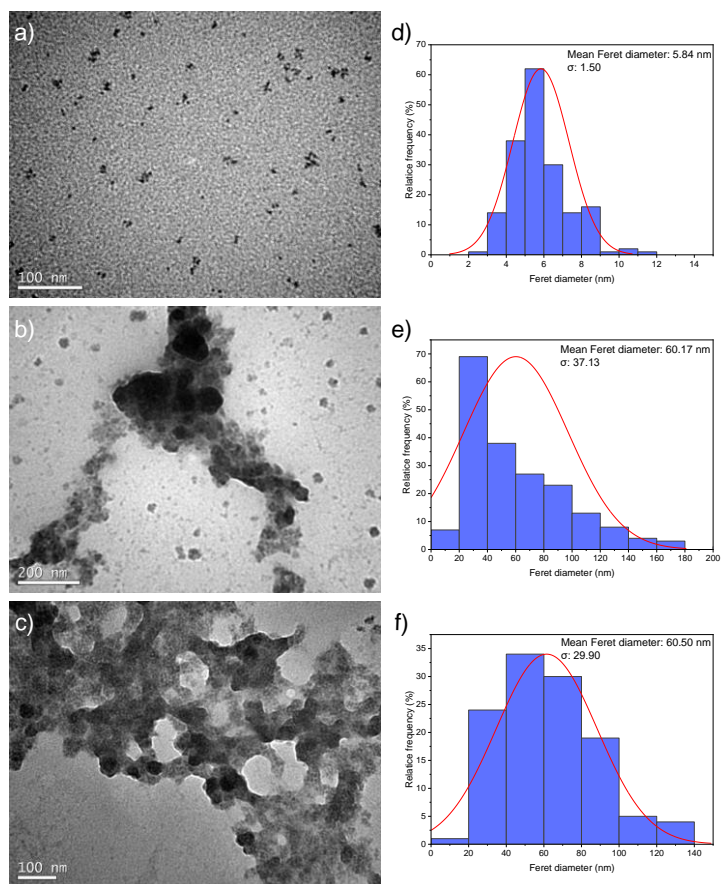 a)
100 nm
d)
Mean Feret diameter: 5.84 nm
σ: 1.50
Relatice frequency (%)
70
60
50
40
30
20
10
0
0 2 4 6 8 10 12 14
Feret diameter (nm)
b)
200 nm
e)
Mean Feret diameter: 60.17 nm
σ: 37.13
Relatice frequency (%)
70
60
50
40
30
20
10
0
0 20 40 60 80 100 120 140 160 180 200
Feret diameter (nm)
c)
100 nm
f)
Mean Feret diameter: 60.50 nm
σ: 29.90
Relatice frequency (%)
35
30
25
20
15
10
5
0
0 20 40 60 80 100 120 140
Feret diameter (nm)